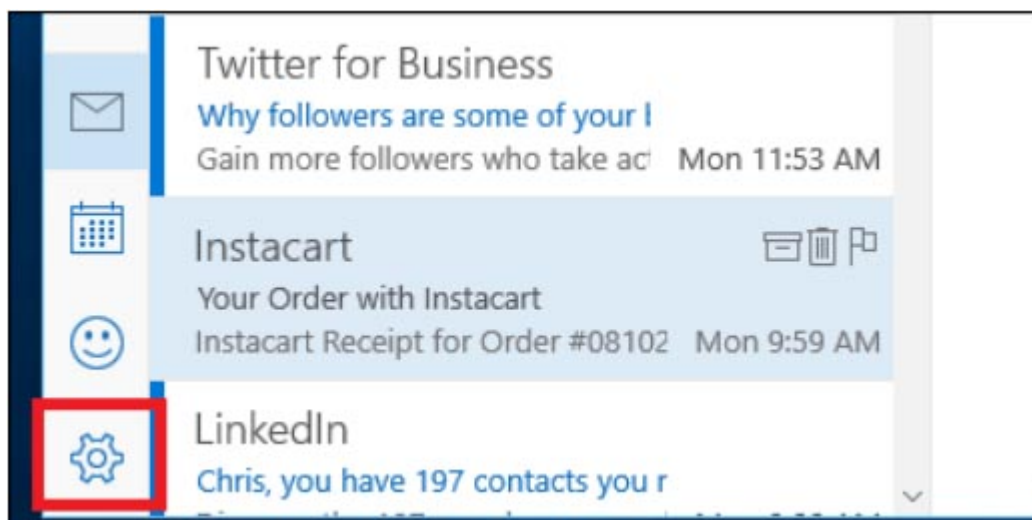 Twitter for Business
Why followers are some of your
Gain more followers who take
Mon 11:53 AM
Instacart
Your Order with Instacart
Instacart Receipt for Order #08102
Mon 9:59 AM
LinkedIn
Chris, you have 197 contacts you